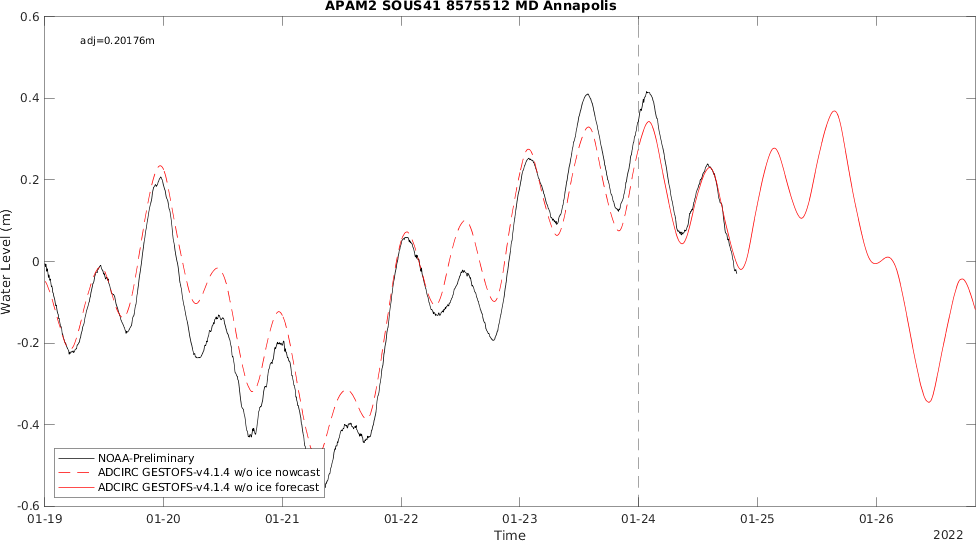 APAM2 SOUS41 8575512 MD Annapolis
adj=0.20176m
0.6
0.4
0.2
0
-0.2
-0.4
-0.6
Water Level (m)
NOAA-Preliminary
ADCIRC GESTOFS-v4.1.4 w/o ice nowcast
ADCIRC GESTOFS-v4.1.4 w/o ice forecast
01-19 01-20 01-21 01-22 01-23 01-24 01-25 01-26
Time
2022